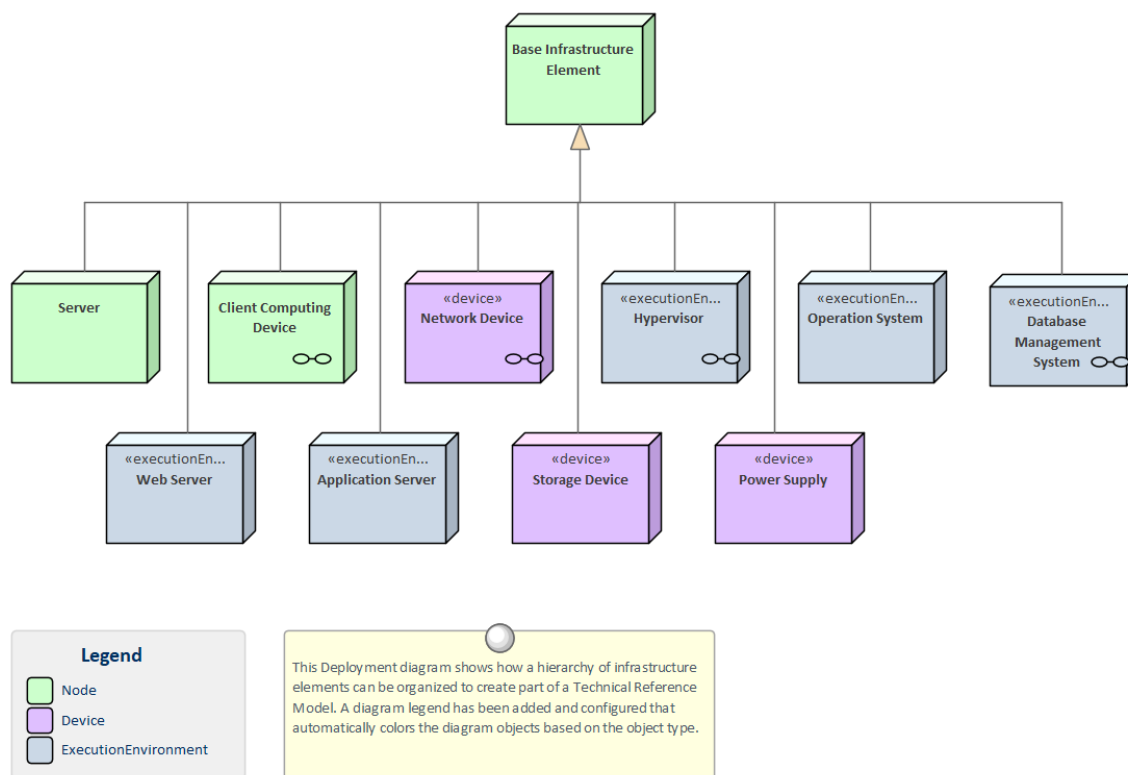 Base Infrastructure
Element
Server
Client Computing
Device
«device»
Network Device
«executionEn...
Hypervisor
«executionEn...
Operation System
«executionEn...
Database
Management
System
«executionEn...
Web Server
«executionEn...
Application Server
«device»
Storage Device
«device»
Power Supply
Legend
Node
Device
ExecutionEnvironment
This Deployment diagram shows how a hierarchy of infrastructure
elements can be organized to create part of a Technical Reference
Model. A diagram legend has been added and configured that
automatically colors the diagram objects based on the object type.